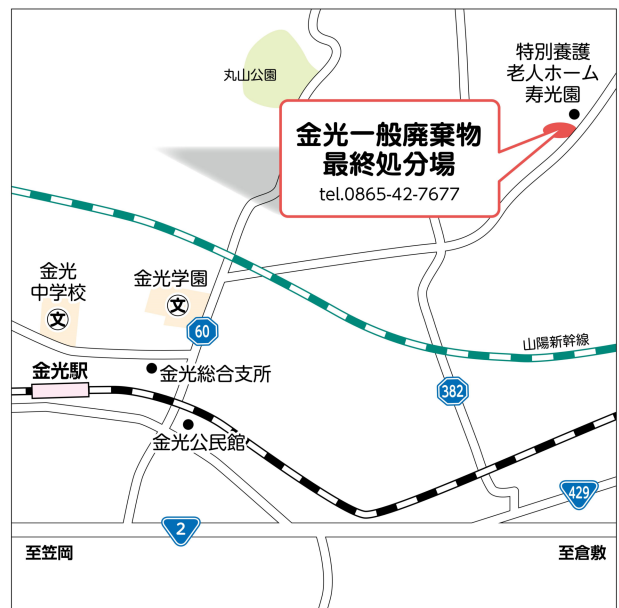 丸山公園
特別養護
老人ホーム
寿光園
金光一般廃棄物
最終処分場
tel.0865-42-7677
金光
中学校
文
金光学園
文
60
山陽新幹線
金光駅
金光総合支所
382
金光公民館
429
2
至笠岡
至倉敷